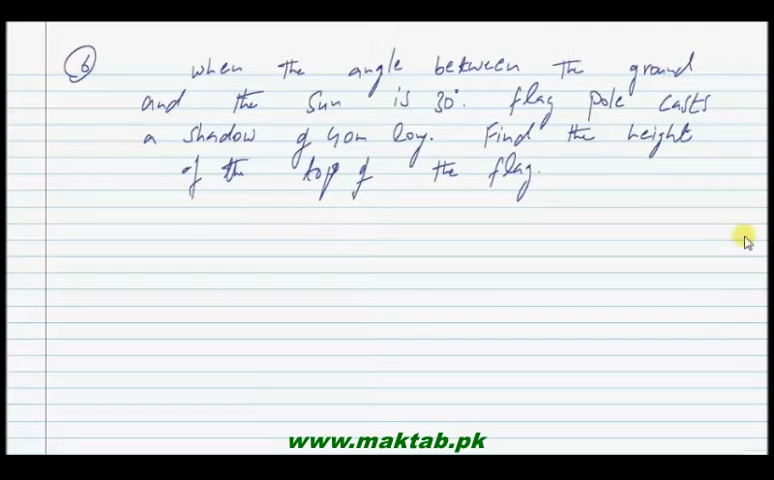 6 when the angle between the ground
and the Sun is 30°. flag pole casts
a shadow of 40m long. Find the height
of the top of the flag.
www.maktab.pk